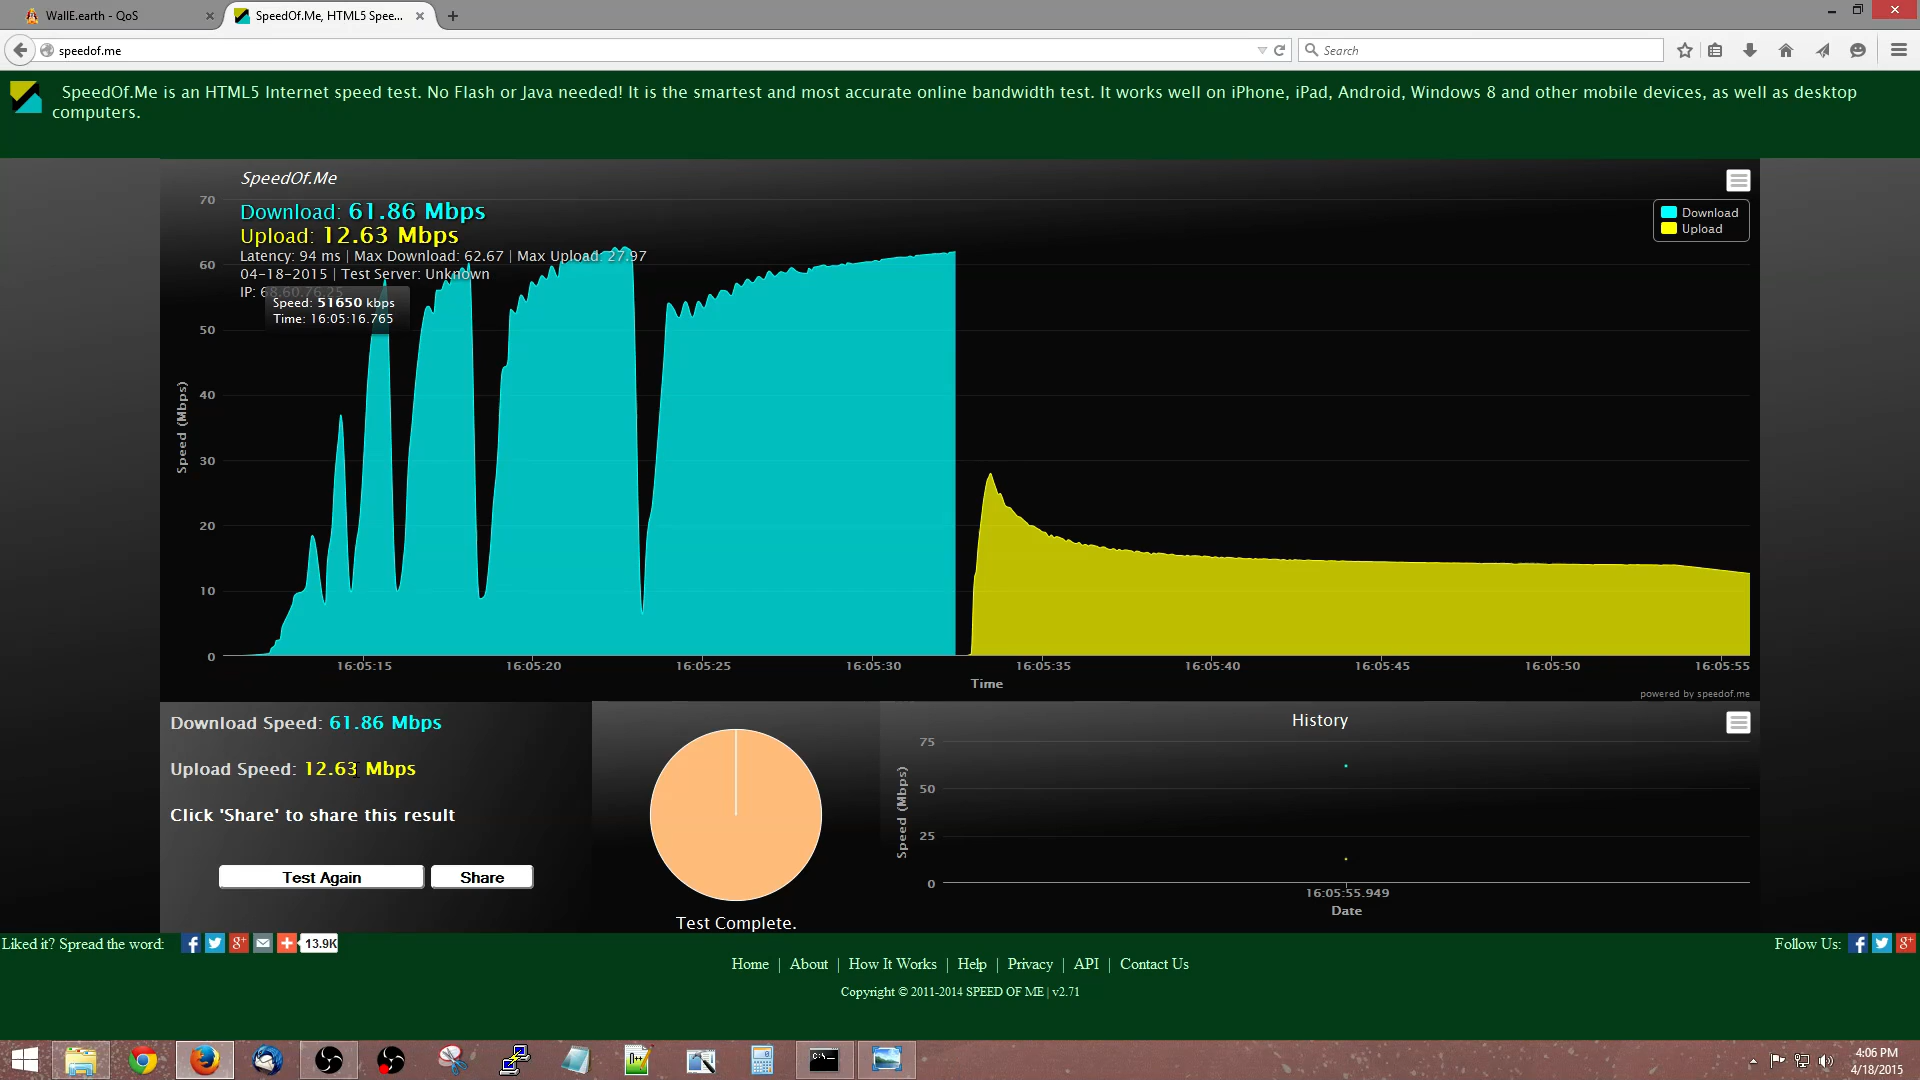 WallE.earth - QoS
SpeedOf.Me, HTML5 Spee...
speedof.me
Search
SpeedOf.Me is an HTML5 Internet speed test. No Flash or Java needed! It is the smartest and most accurate online bandwidth test. It works well on iPhone, iPad, Android, Windows 8 and other mobile devices, as well as desktop
computers.
SpeedOf.Me
Download: 61.86 Mbps
Upload: 12.63 Mbps
Latency: 94 ms | Max Download: 62.67 | Max Upload: 27.97
04-18-2015 | Test Server: Unknown
IP: 68.60.76.25
Speed: 51650 kbps
Time: 16:05:16.765
Download
Upload
70
60
50
40
30
20
10
0
Speed (Mbps)
16:05:15 16:05:20 16:05:25 16:05:30 16:05:35 16:05:40 16:05:45 16:05:50 16:05:55
Time
powered by speedof.me
Download Speed: 61.86 Mbps
Upload Speed: 12.63 Mbps
Click 'Share' to share this result
Test Again
Share
Test Complete.
History
75
50
25
0
Speed (Mbps)
16:05:55.949
Date
Liked it? Spread the word:
13.9K
Follow Us:
Home | About | How It Works | Help | Privacy | API | Contact Us
Copyright © 2011-2014 SPEED OF ME | v2.71
4:06 PM
4/18/2015